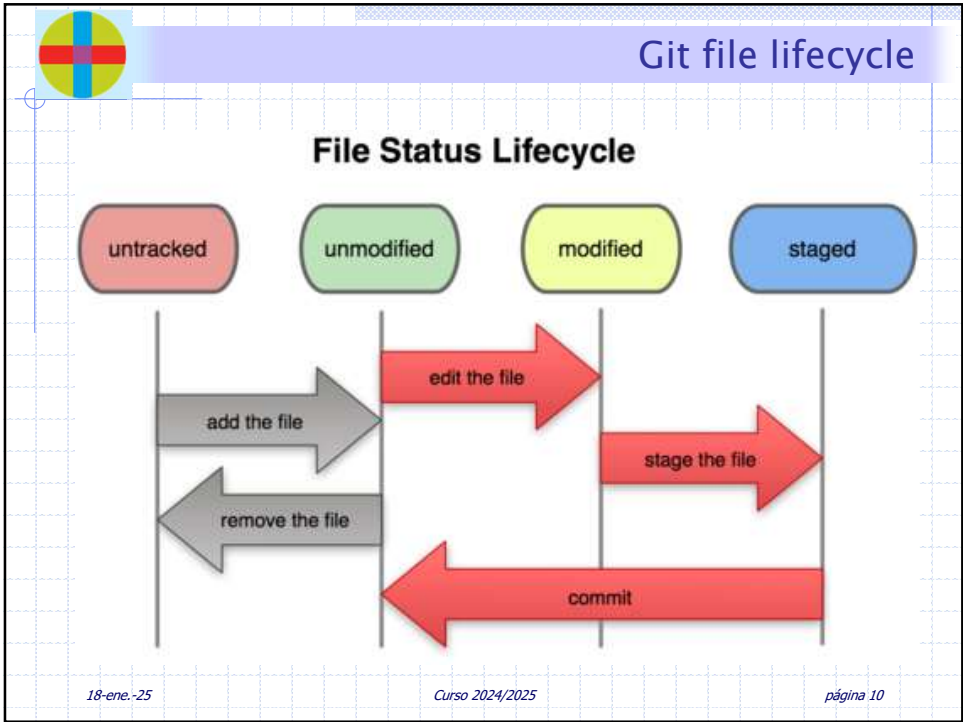 Git file lifecycle
File Status Lifecycle
untracked
unmodified
modified
staged
edit the file
add the file
stage the file
remove the file
commit
18-ene.-25
Curso 2024/2025
página 10